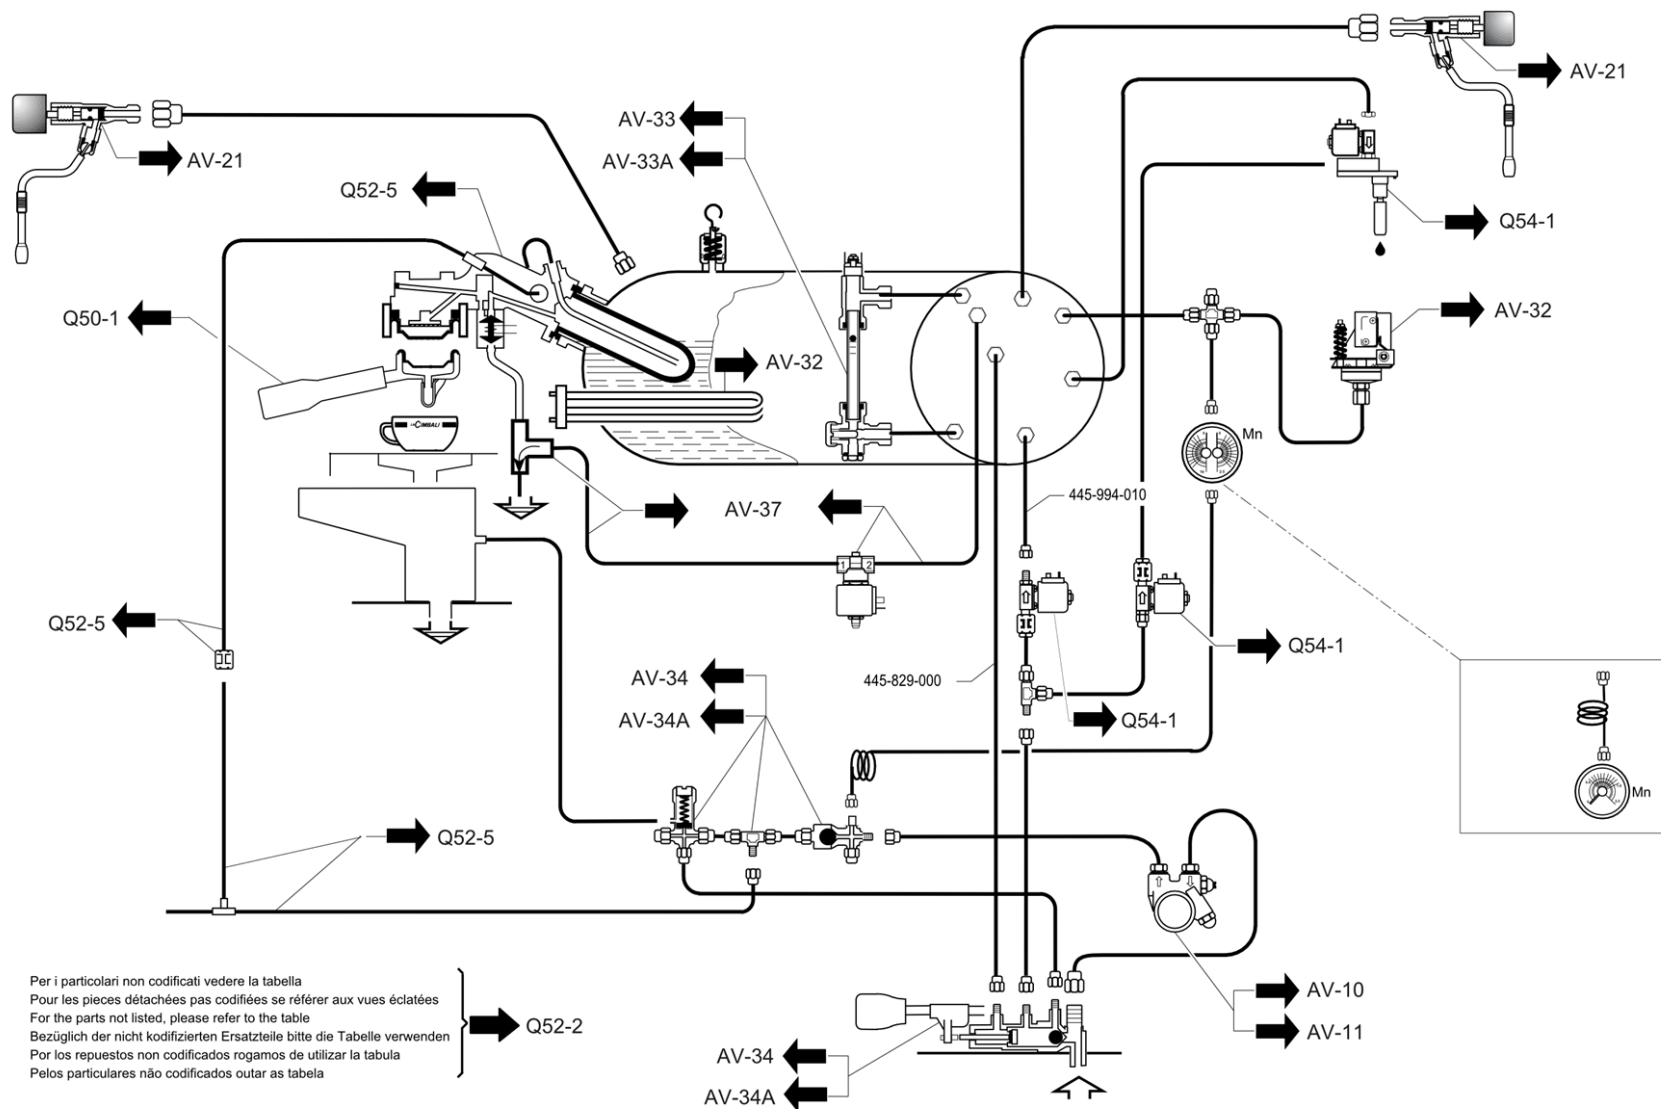 AV-21
AV-21
AV-33
AV-33A
Q52-5
Q54-1
Q50-1
AV-32
AV-32
LA CIMBALI
Mn
445-994-010
AV-37
1 2
Q52-5
Q54-1
445-829-000
AV-34
AV-34A
Q54-1
Mn
Q52-5
Per i particolari non codificati vedere la tabella
Pour les pieces détachées pas codifiées se référer aux vues éclatées
For the parts not listed, please refer to the table
Bezüglich der nicht kodifizierten Ersatzteile bitte die Tabelle verwenden
Por los repuestos non codificados rogamos de utilizar la tabula
Pelos particulares não codificados outar as tabela
Q52-2
AV-10
AV-11
AV-34
AV-34A